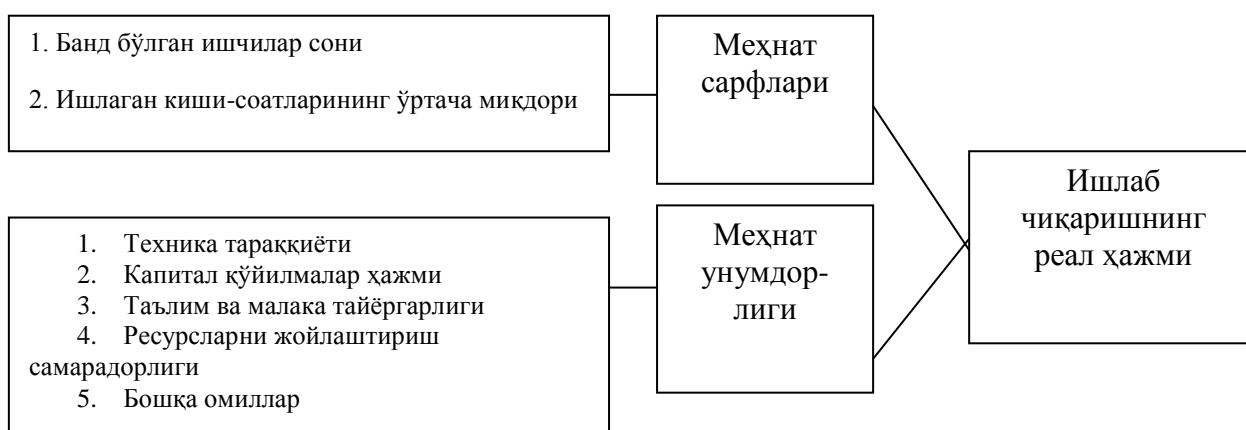 1. Банд бўлган ишчилар сони
2. Ишлаган киши-соатларининг ўртача миқдори
Меҳнат
сарфлари
1. Техника тараққиёти
2. Капитал қўйилмалар ҳажми
3. Таълим ва малака тайёргарлиги
4. Ресурсларни жойлаштириш
самарадорлиги
5. Бошқа омиллар
Меҳнат
унумдор-
лиги
Ишлаб
чиқаришнинг
реал ҳажми